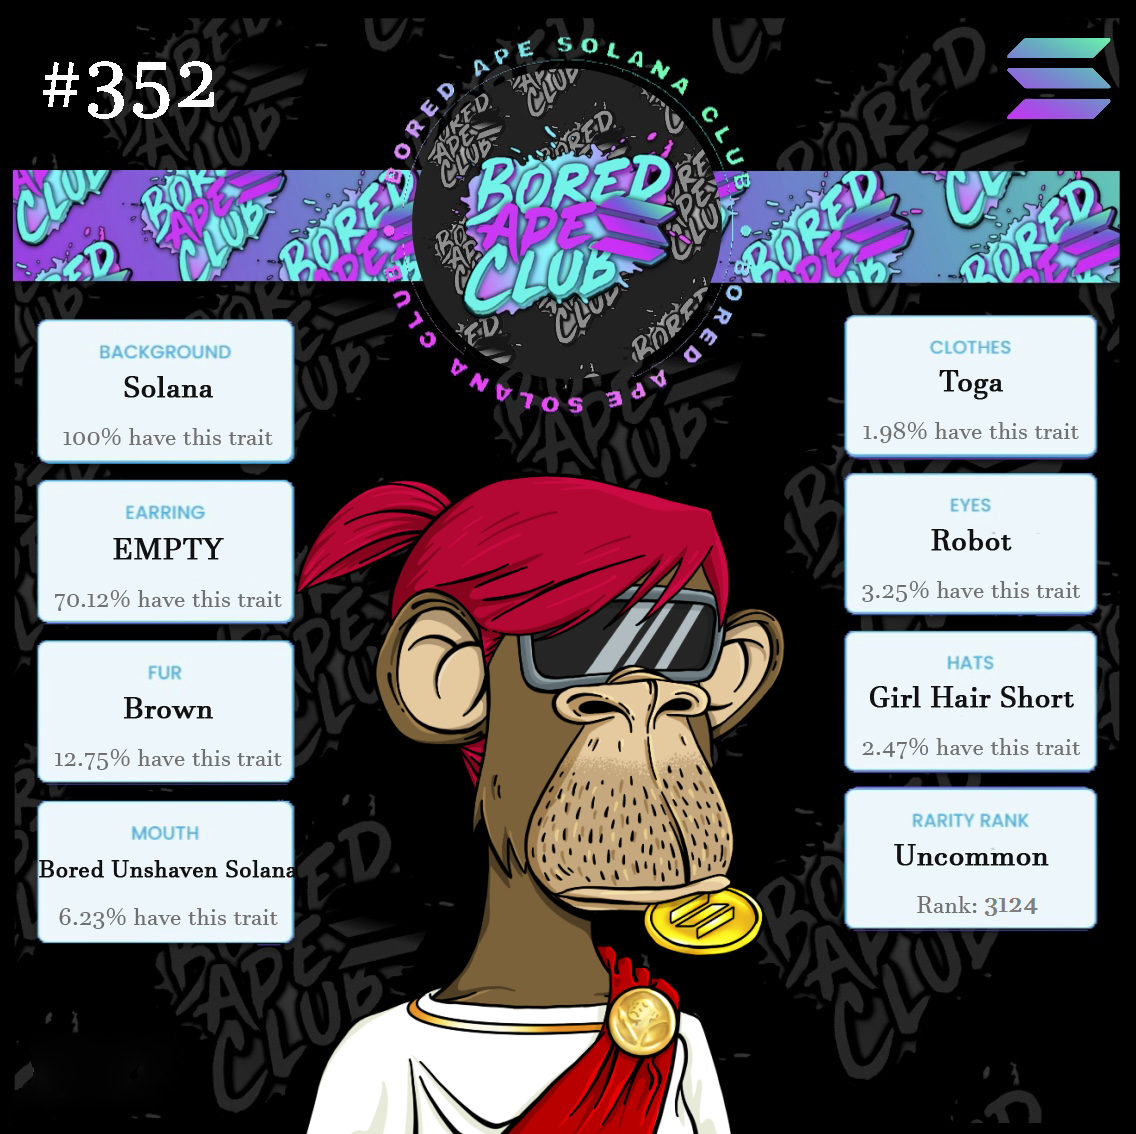 #352
BORED APE SOLANA CLUB
BORED APE SOLANA CLUB
BORED
APE
CLUB
BACKGROUND
Solana
100% have this trait
EARRING
EMPTY
70.12% have this trait
FUR
Brown
12.75% have this trait
MOUTH
Bored Unshaven Solana
6.23% have this trait
CLOTHES
Toga
1.98% have this trait
EYES
Robot
3.25% have this trait
HATS
Girl Hair Short
2.47% have this trait
RARITY RANK
Uncommon
Rank: 3124